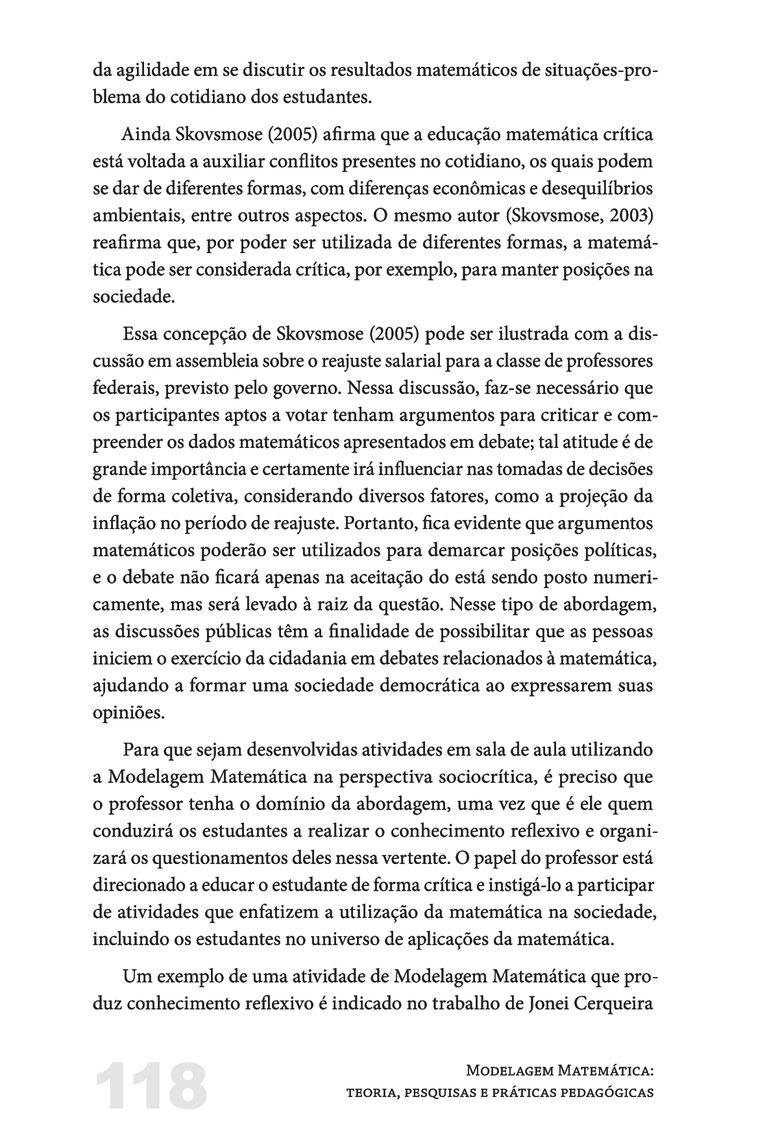 da agilidade em se discutir os resultados matemáticos de situações-pro-
blema do cotidiano dos estudantes.
Ainda Skovsmose (2005) afirma que a educação matemática crítica
está voltada a auxiliar conflitos presentes no cotidiano, os quais podem
se dar de diferentes formas, com diferenças econômicas e desequilíbrios
ambientais, entre outros aspectos. O mesmo autor (Skovsmose, 2003)
reafirma que, por poder ser utilizada de diferentes formas, a matemá-
tica pode ser considerada crítica, por exemplo, para manter posições na
sociedade.
Essa concepção de Skovsmose (2005) pode ser ilustrada com a dis-
cussão em assembleia sobre o reajuste salarial para a classe de professores
federais, previsto pelo governo. Nessa discussão, faz-se necessário que
os participantes aptos a votar tenham argumentos para criticar e com-
preender os dados matemáticos apresentados em debate; tal atitude é de
grande importância e certamente irá influenciar nas tomadas de decisões
de forma coletiva, considerando diversos fatores, como a projeção da
inflação no período de reajuste. Portanto, fica evidente que argumentos
matemáticos poderão ser utilizados para demarcar posições políticas,
e o debate não ficará apenas na aceitação do está sendo posto numeri-
camente, mas será levado à raiz da questão. Nesse tipo de abordagem,
as discussões públicas têm a finalidade de possibilitar que as pessoas
iniciem o exercício da cidadania em debates relacionados à matemática,
ajudando a formar uma sociedade democrática ao expressarem suas
opiniões.
Para que sejam desenvolvidas atividades em sala de aula utilizando
a Modelagem Matemática na perspectiva sociocrítica, é preciso que
o professor tenha o domínio da abordagem, uma vez que é ele quem
conduzirá os estudantes a realizar o conhecimento reflexivo e organi-
zará os questionamentos deles nessa vertente. O papel do professor está
direcionado a educar o estudante de forma crítica e instigá-lo a participar
de atividades que enfatizem a utilização da matemática na sociedade,
incluindo os estudantes no universo de aplicações da matemática.
Um exemplo de uma atividade de Modelagem Matemática que pro-
duz conhecimento reflexivo é indicado no trabalho de Jonei Cerqueira
118
Modelagem Matemática:
teoria, pesquisas e práticas pedagógicas